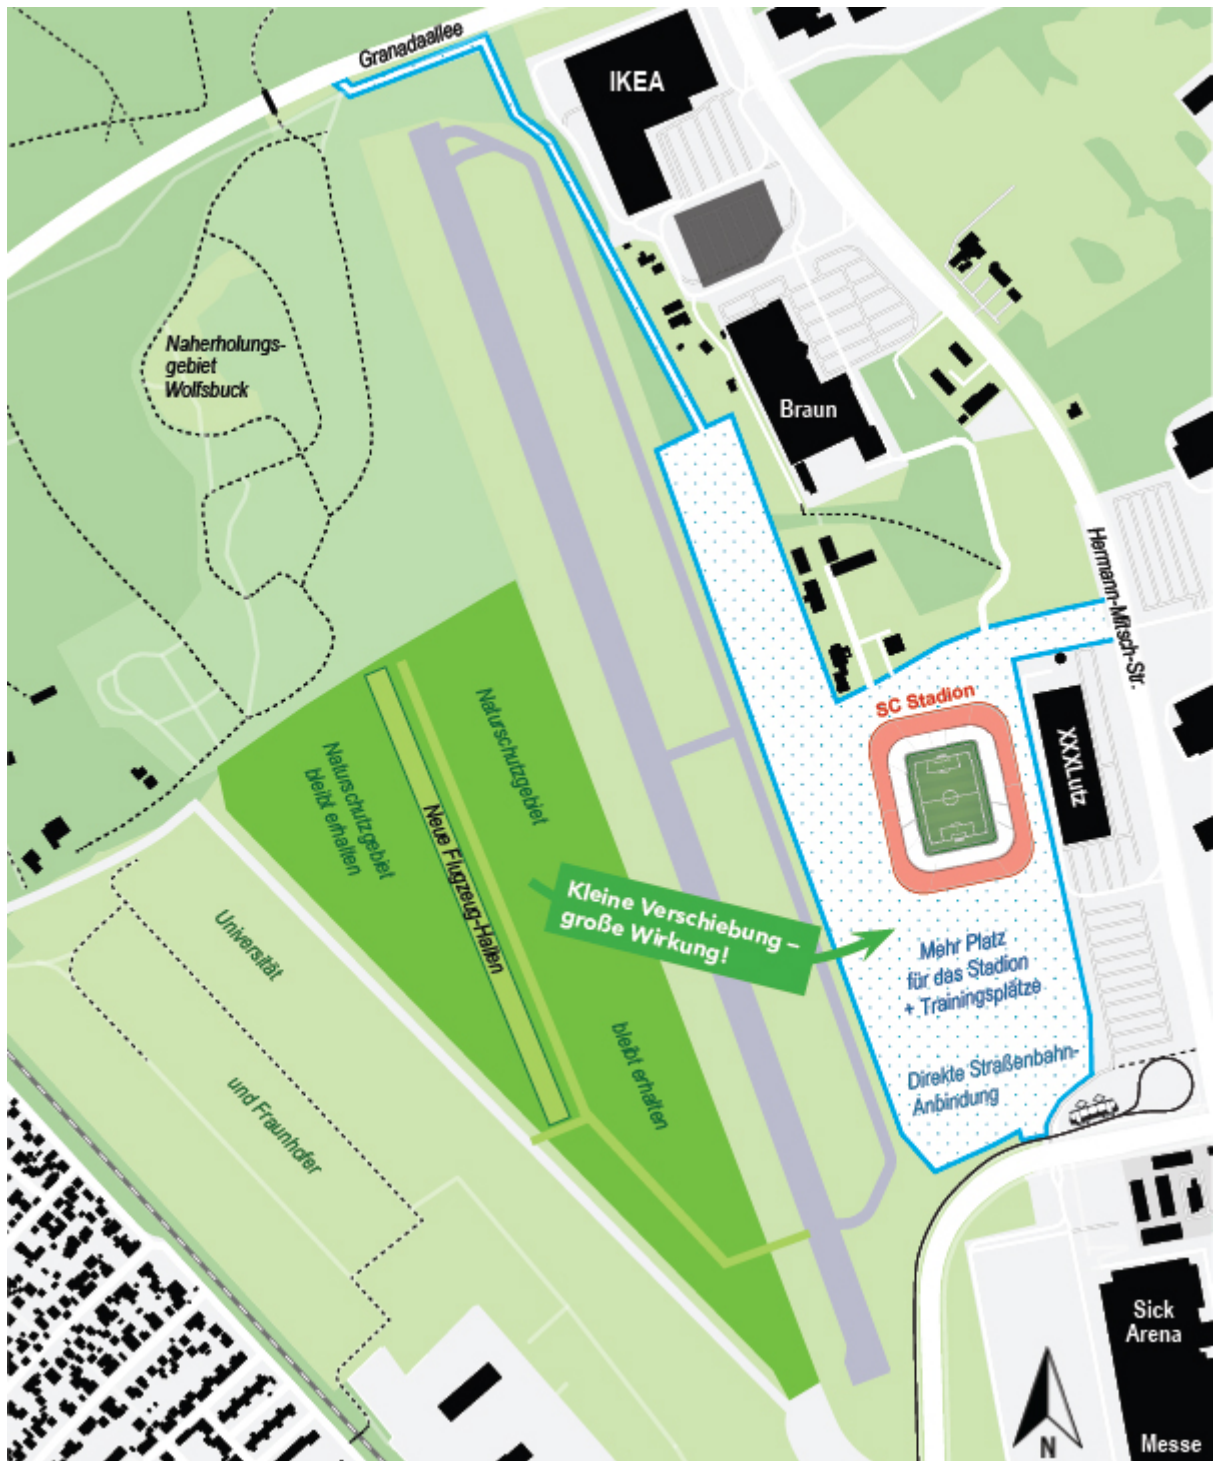 Granadaallee
IKEA
Naherholungs-
gebiet
Wolfsbuck
Braun
Hermann-Mitsch-Str.
SC Stadion
XXXLutz
Naturschutzgebiet
Naturschutzgebiet
bleibt erhalten
Neue Flugzeug-Hallen
Kleine Verschiebung –
große Wirkung!
Mehr Platz
für das Stadion
+ Trainingsplätze
Universität
bleibt erhalten
Direkte Straßenbahn-
Anbindung
und Fraunhofer
Sick
Arena
N
Messe